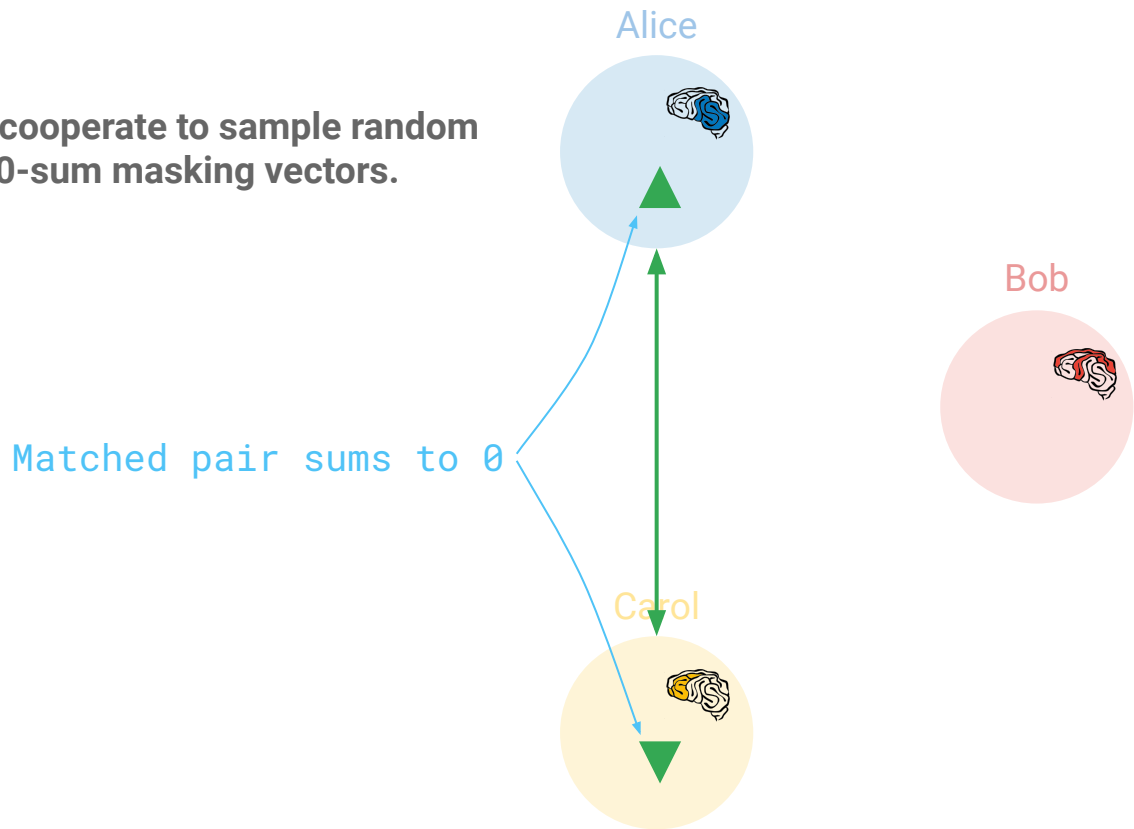 Alice
cooperate to sample random
0-sum masking vectors.
Bob
Matched pair sums to 0
Carol